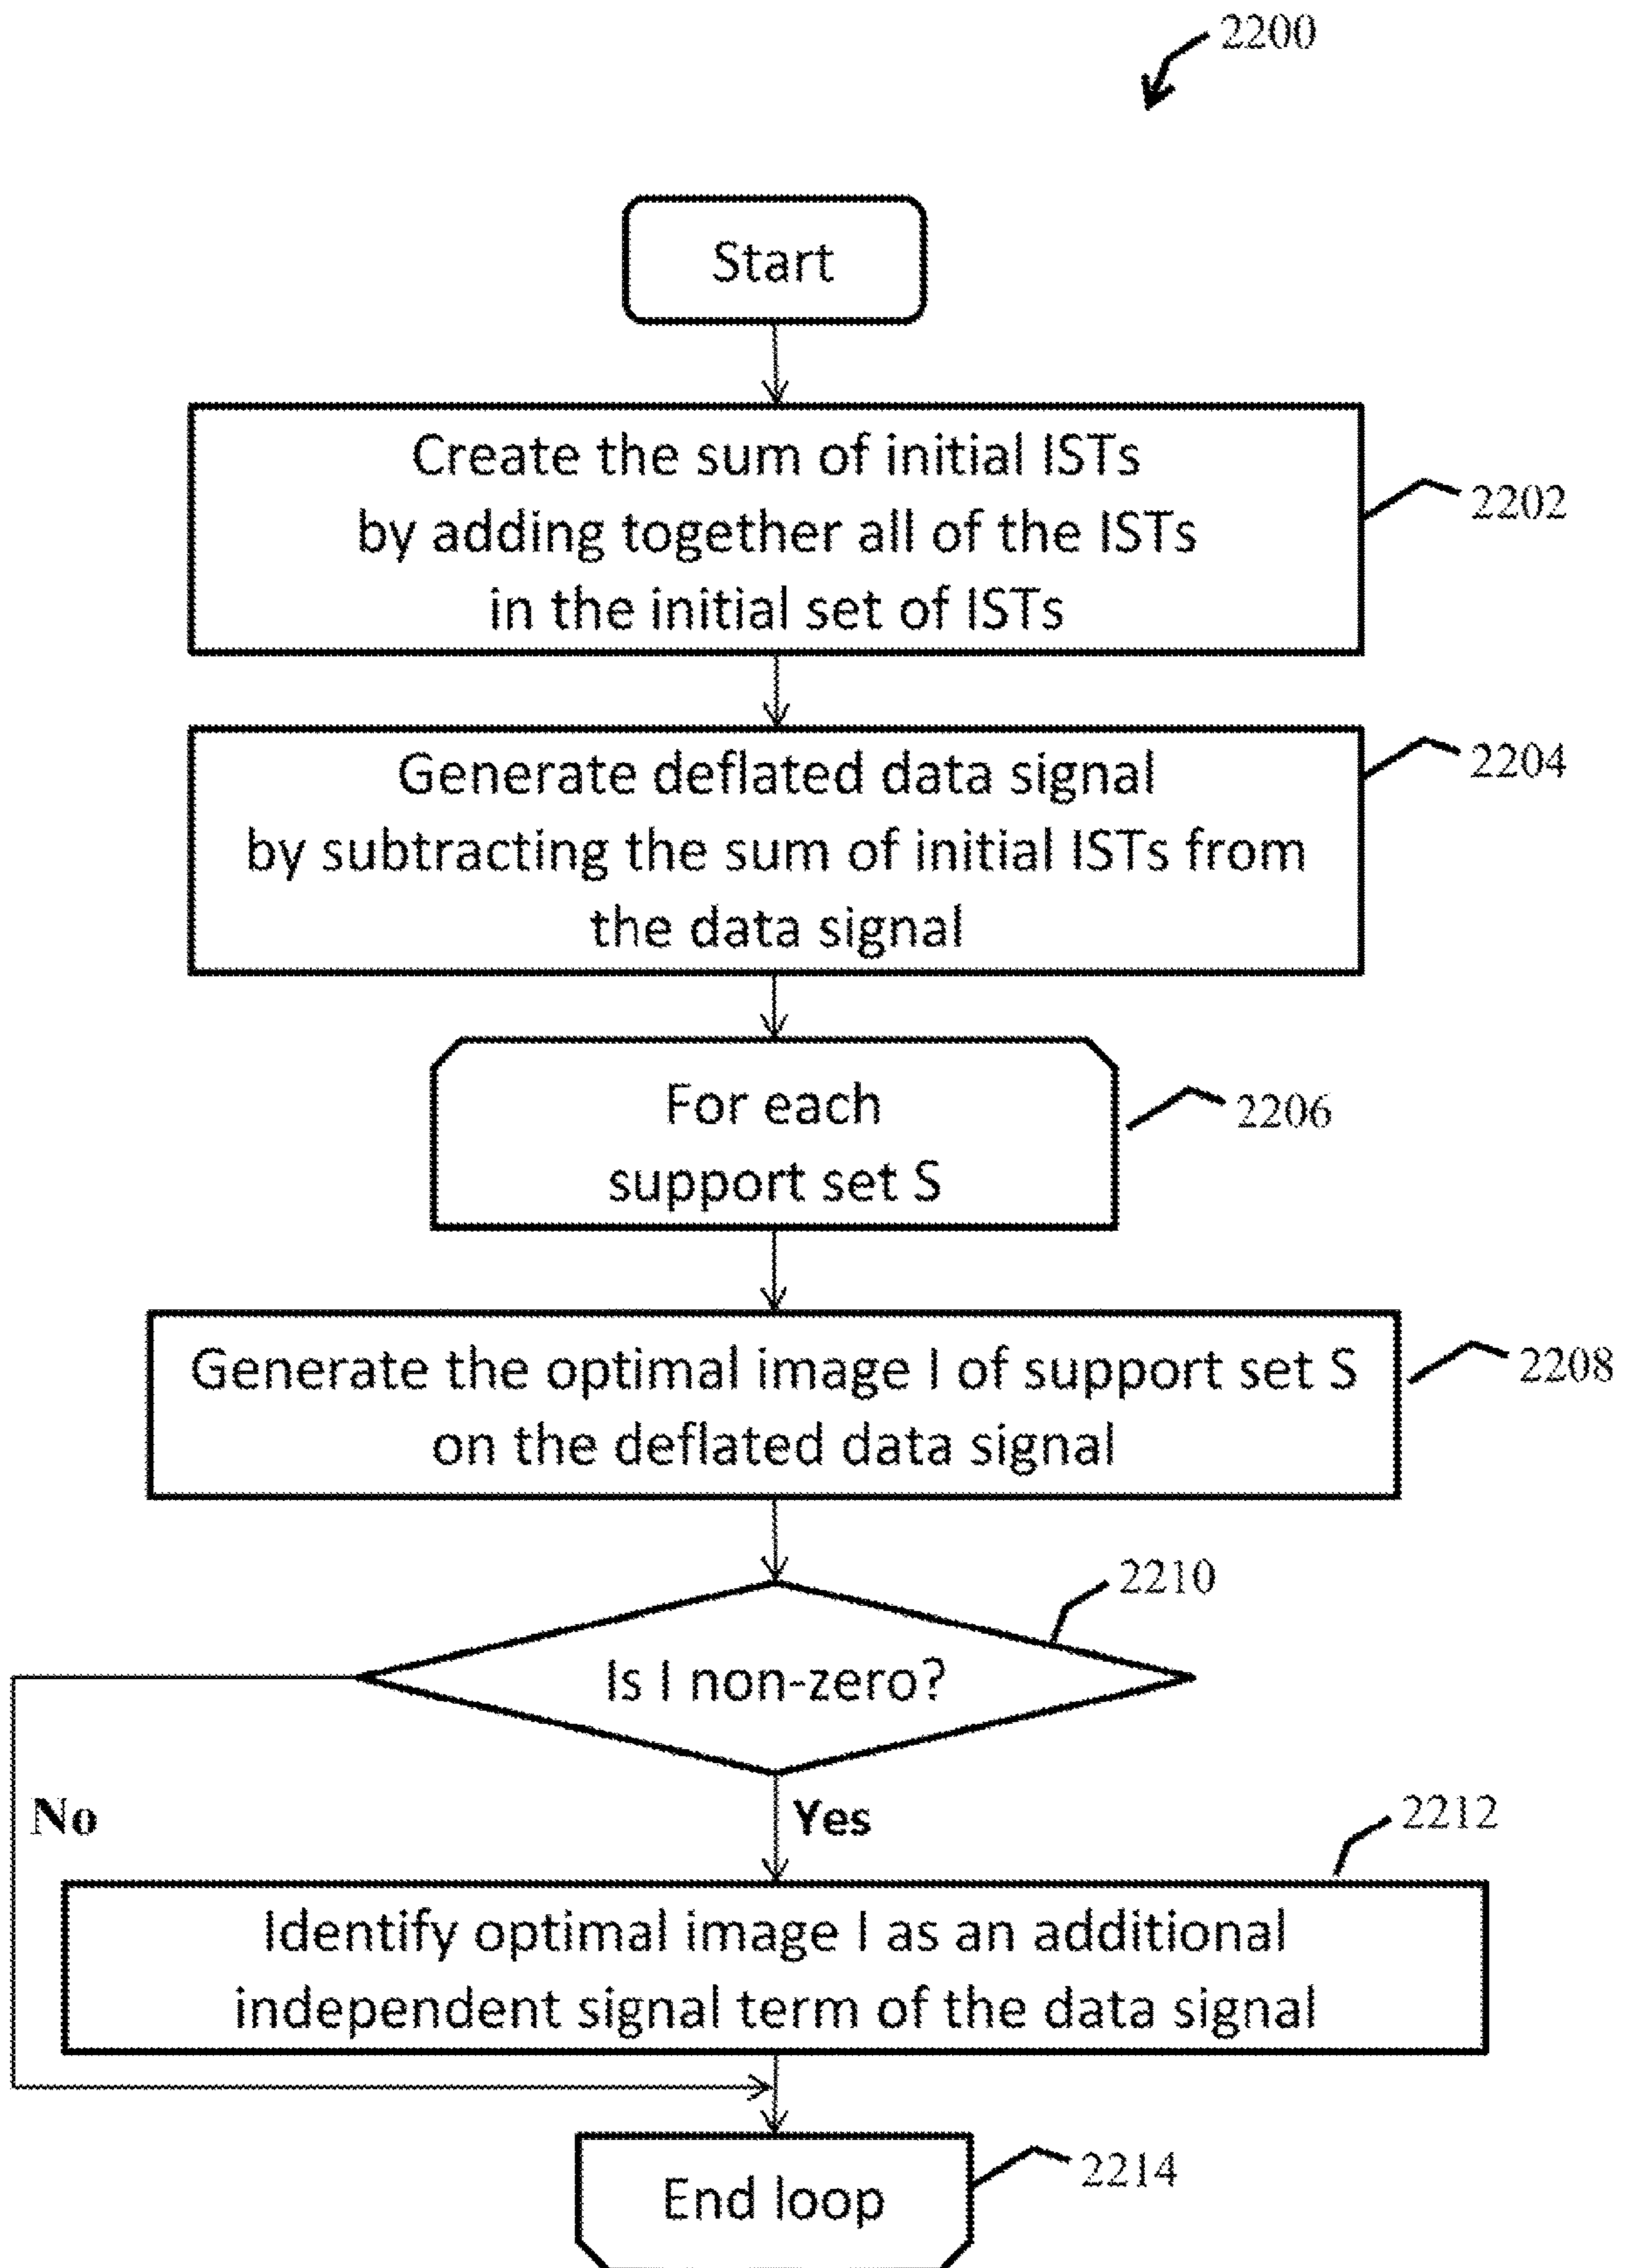 2200
Start
Create the sum of initial ISTs
by adding together all of the ISTs
in the initial set of ISTs
2202
Generate deflated data signal
by subtracting the sum of initial ISTs from
the data signal
2204
For each
support set S
2206
Generate the optimal image I of support set S
on the deflated data signal
2208
2210
Is I non-zero?
No
Yes
2212
Identify optimal image I as an additional
independent signal term of the data signal
End loop
2214